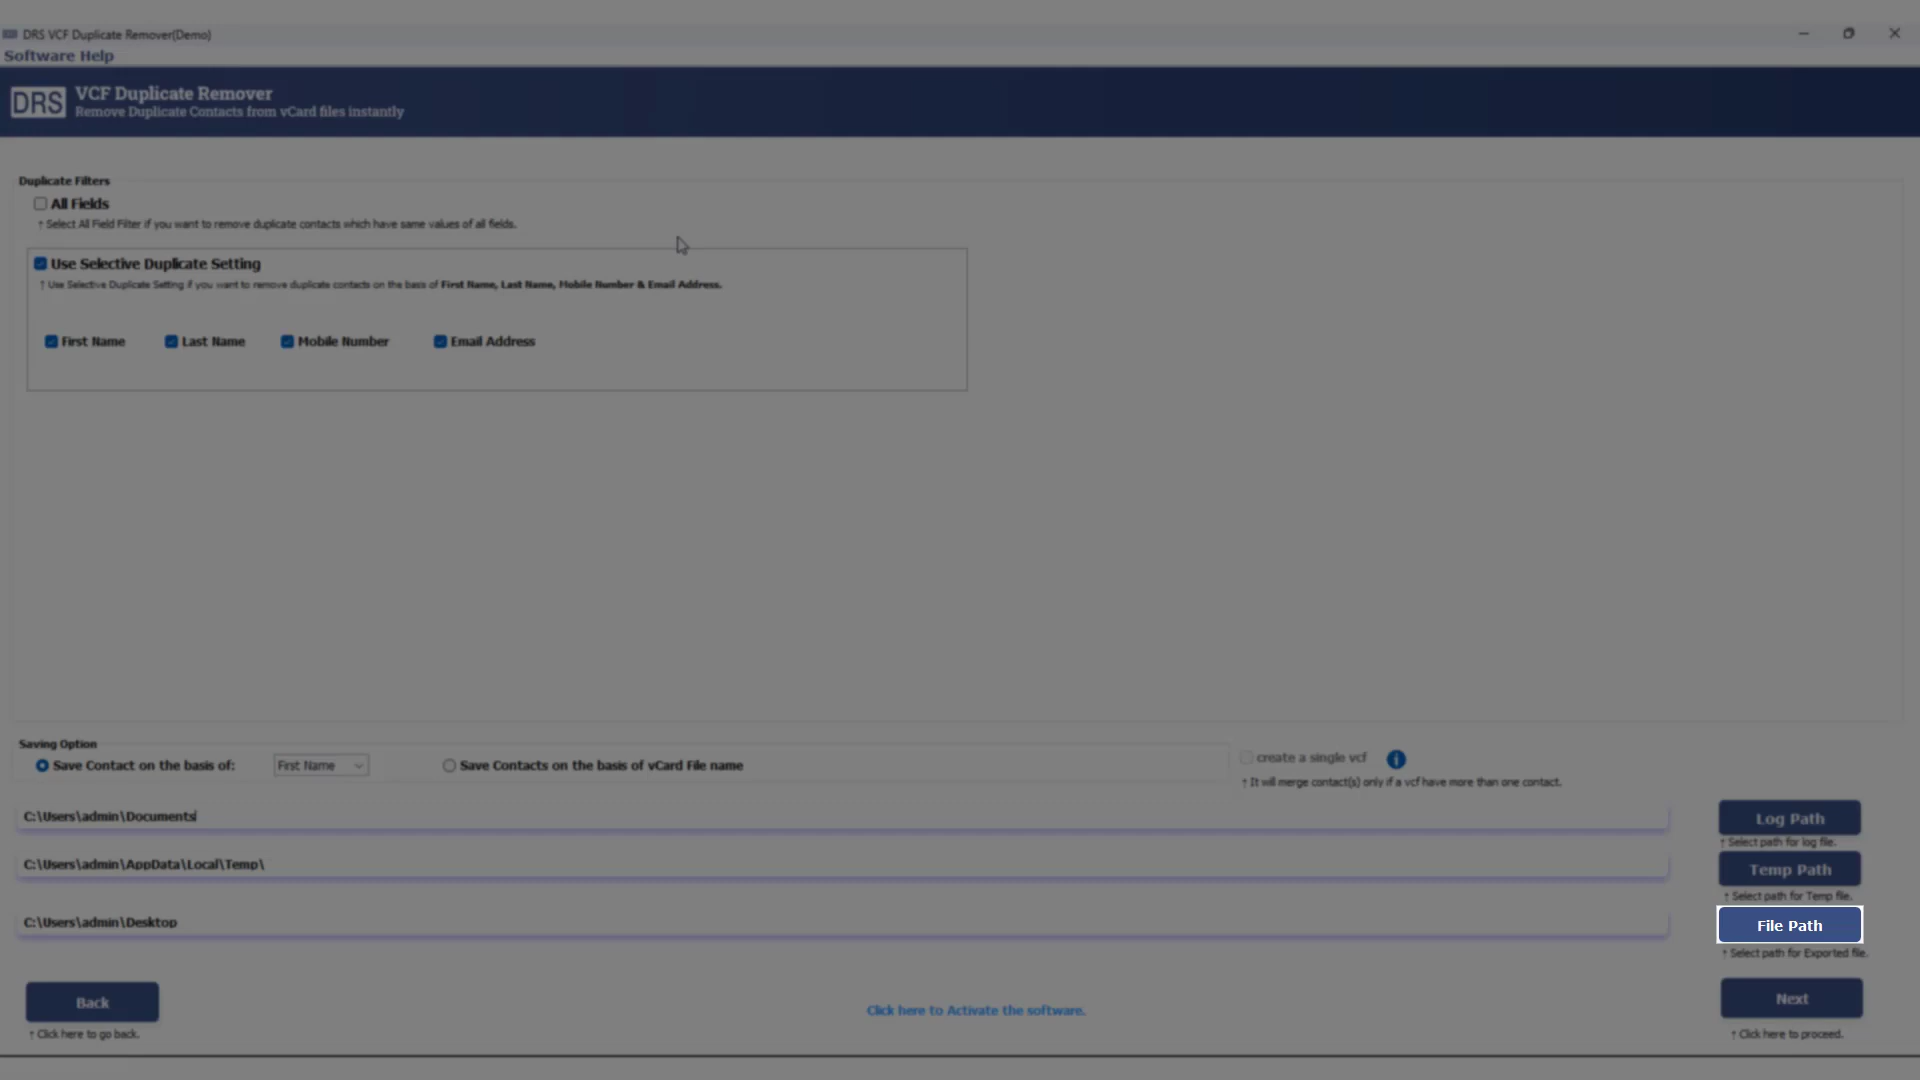 DRS VCF Duplicate Remover(Demo)
Software Help
DRS
VCF Duplicate Remover
Remove Duplicate Contacts from vCard files instantly
Duplicate Filters
All Fields
↑ Select All Field Filter if you want to remove duplicate contacts which have same values of all fields.
Use Selective Duplicate Setting
↑ Use Selective Duplicate Setting if you want to remove duplicate contacts on the basis of First Name, Last Name, Mobile Number & Email Address.
First Name Last Name Mobile Number Email Address
Saving Option
Save Contact on the basis of: First Name Save Contacts on the basis of vCard File name create a single vcf i
↑ It will merge contact(s) only if a vcf have more than one contact.
C:\Users\admin\Documents Log Path
↑ Select path for log file.
C:\Users\admin\AppData\Local\Temp\ Temp Path
↑ Select path for Temp file.
C:\Users\admin\Desktop File Path
↑ Select path for Exported file.
Back Click here to Activate the software. Next
↑ Click here to go back. ↑ Click here to proceed.